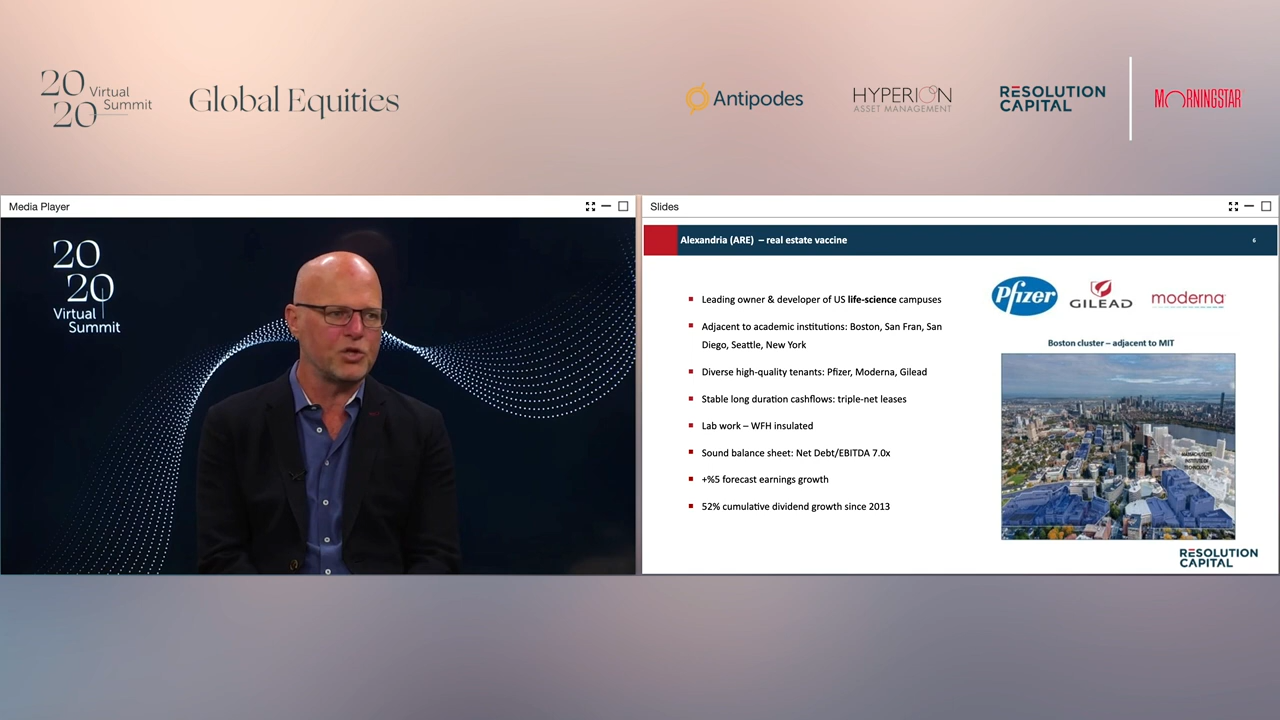 20
20
Virtual
Summit
Global Equities
Antipodes
HYPERION
ASSET MANAGEMENT
RESOLUTION
CAPITAL
MORNINGSTAR
Media Player
20
20
Virtual
Summit
Slides
Alexandria (ARE) – real estate vaccine
6
Leading owner & developer of US life-science campuses
Adjacent to academic institutions: Boston, San Fran, San
Diego, Seattle, New York
Diverse high-quality tenants: Pfizer, Moderna, Gilead
Stable long duration cashflows: triple-net leases
Lab work – WFH insulated
Sound balance sheet: Net Debt/EBITDA 7.0x
+%5 forecast earnings growth
52% cumulative dividend growth since 2013
Pfizer
GILEAD
moderna
Boston cluster – adjacent to MIT
MASSACHUSETTS
INSTITUTE OF
TECHNOLOGY
RESOLUTION
CAPITAL